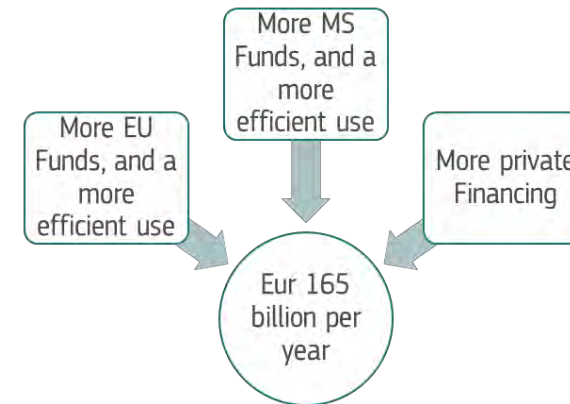 More MS
Funds, and a
more
efficient use
More EU
Funds, and a
more
efficient use
More private
Financing
Eur 165
billion per
year